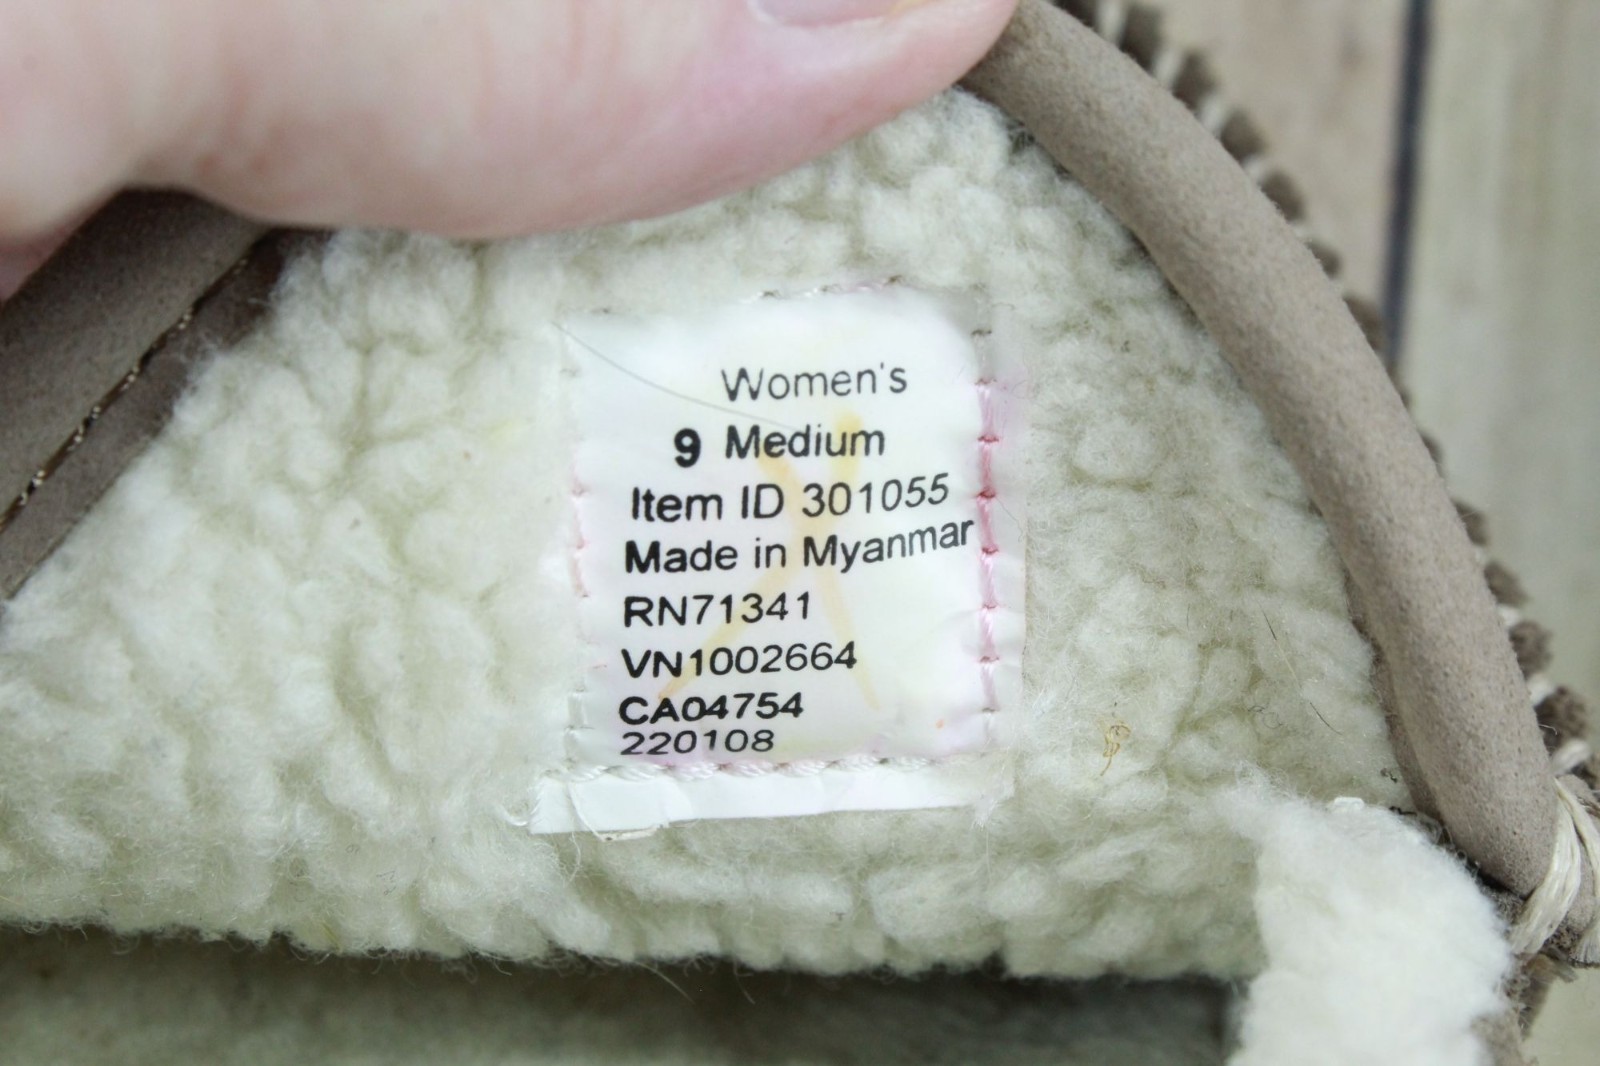 Women's
9 Medium
Item ID 301055
Made in Myanmar
RN71341
VN1002664
CA04754
220108